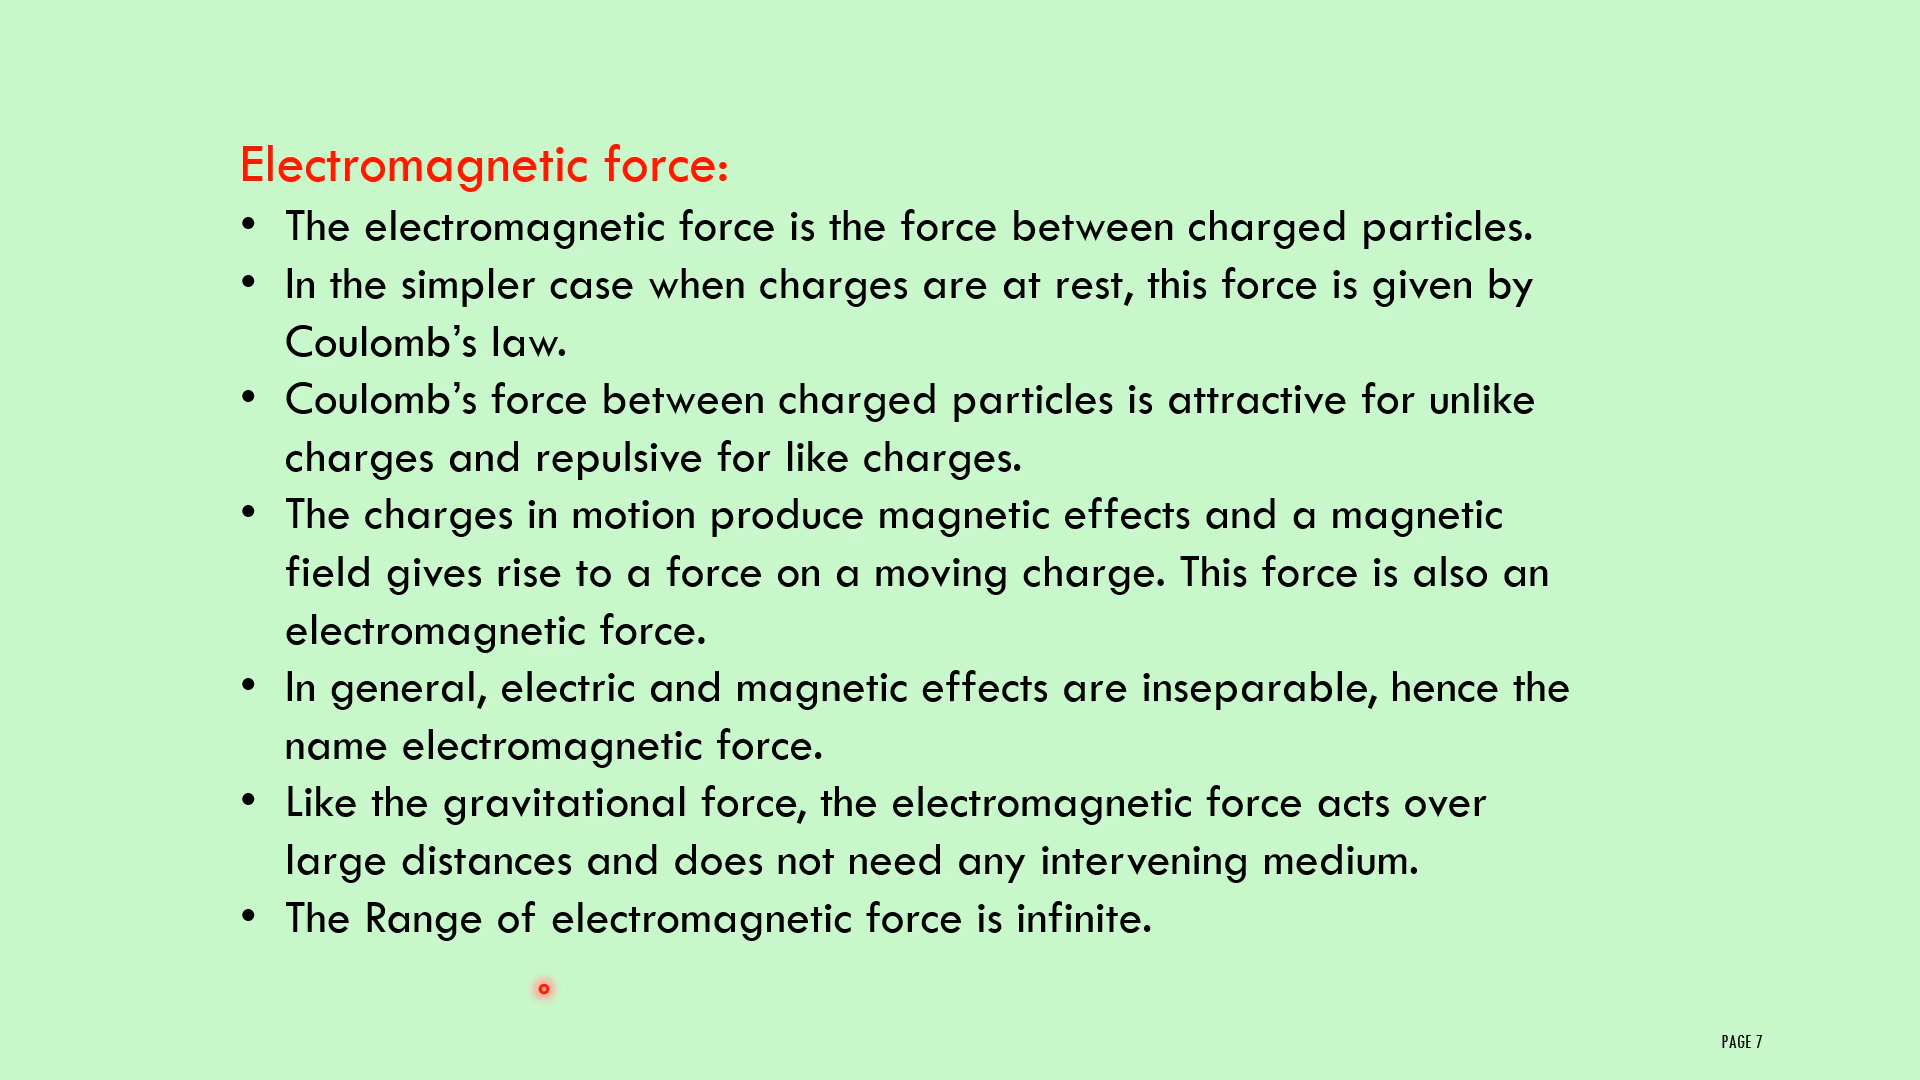 Electromagnetic force:
• The electromagnetic force is the force between charged particles.
• In the simpler case when charges are at rest, this force is given by
Coulomb’s law.
• Coulomb’s force between charged particles is attractive for unlike
charges and repulsive for like charges.
• The charges in motion produce magnetic effects and a magnetic
field gives rise to a force on a moving charge. This force is also an
electromagnetic force.
• In general, electric and magnetic effects are inseparable, hence the
name electromagnetic force.
• Like the gravitational force, the electromagnetic force acts over
large distances and does not need any intervening medium.
• The Range of electromagnetic force is infinite.
PAGE 7